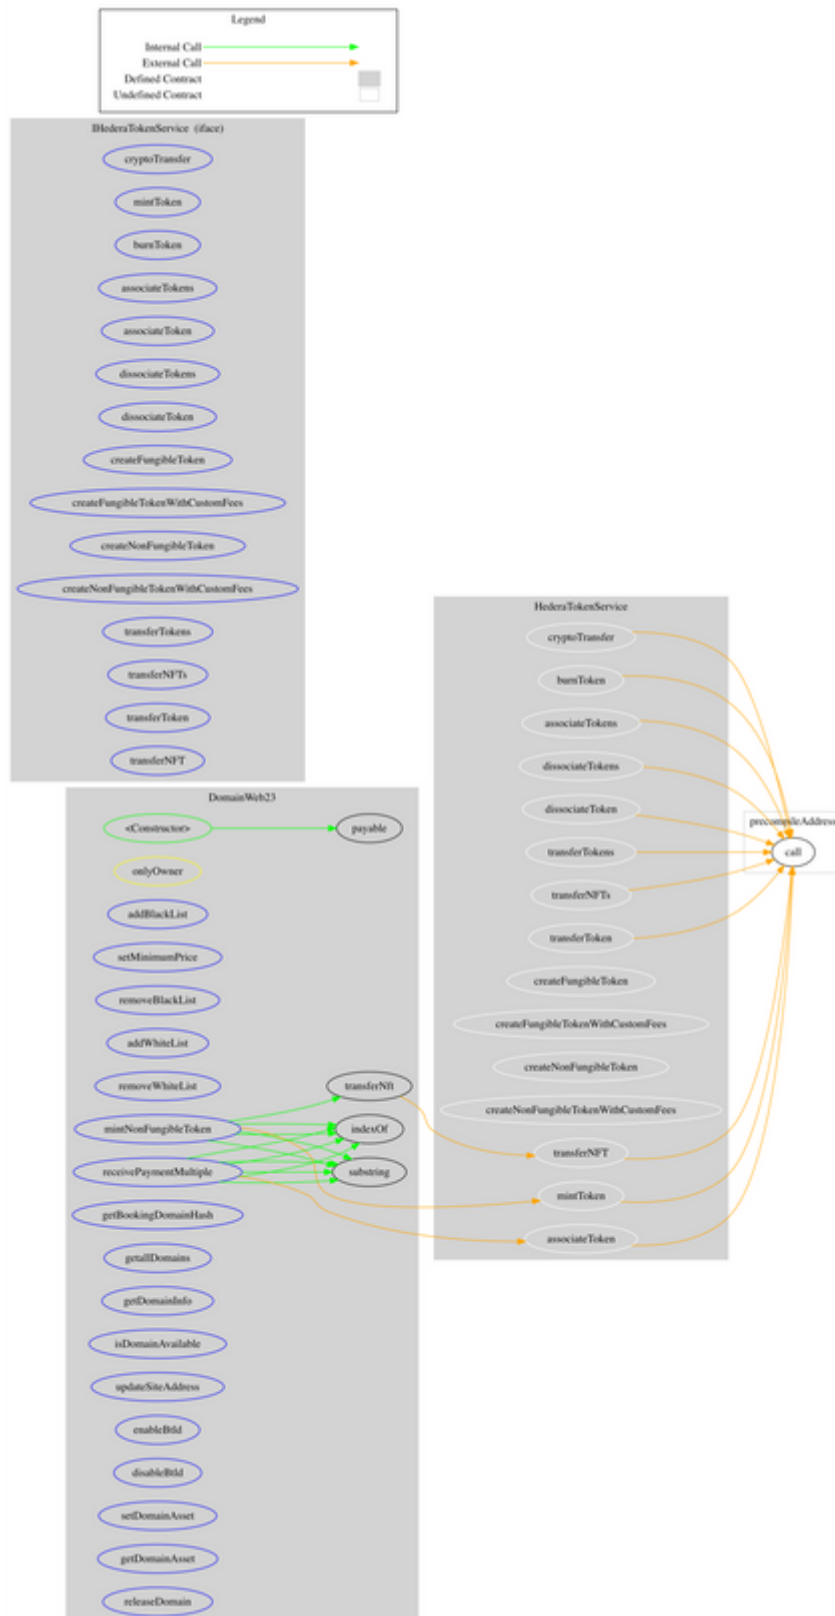 Legend
Internal Call
External Call
Defined Contract
Undefined Contract
IHederaTokenService (iface)
cryptoTransfer
mintToken
burnToken
associateTokens
associateToken
dissociateTokens
dissociateToken
createFungibleToken
createFungibleTokenWithCustomFees
createNonFungibleToken
createNonFungibleTokenWithCustomFees
transferTokens
transferNFTs
transferToken
transferNFT
HederaTokenService
cryptoTransfer
burnToken
associateTokens
dissociateTokens
dissociateToken
transferTokens
transferNFTs
transferToken
createFungibleToken
createFungibleTokenWithCustomFees
createNonFungibleToken
createNonFungibleTokenWithCustomFees
transferNFT
mintToken
associateToken
precompileAddress
call
DomainWeb23
<Constructor>
payable
onlyOwner
addBlackList
setMinimumPrice
removeBlackList
addWhiteList
removeWhiteList
transferNft
mintNonFungibleToken
indexOf
receivePaymentMultiple
substring
getBookingDomainHash
getallDomains
getDomainInfo
isDomainAvailable
updateSiteAddress
enableBtld
disableBtld
setDomainAsset
getDomainAsset
releaseDomain